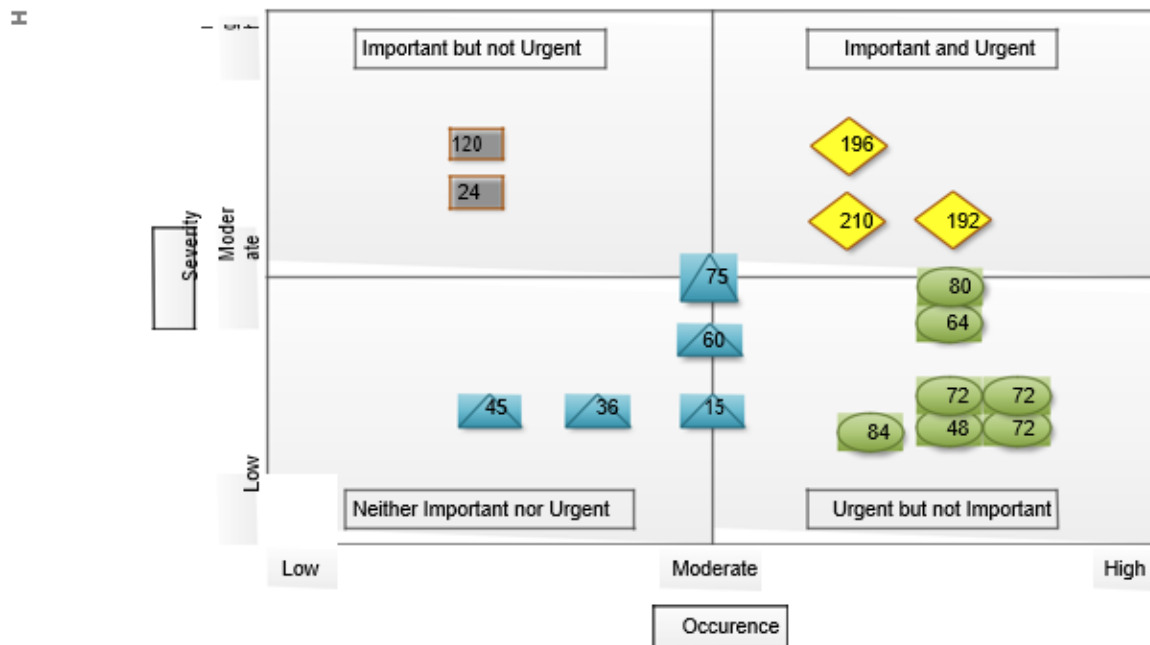 H
Important but not Urgent
Important and Urgent
120
196
24
Severity
Moder
ate
210
192
75
80
60
64
45
36
15
72
72
84
48
72
Low
Neither Important nor Urgent
Urgent but not Important
Low
Moderate
High
Occurence